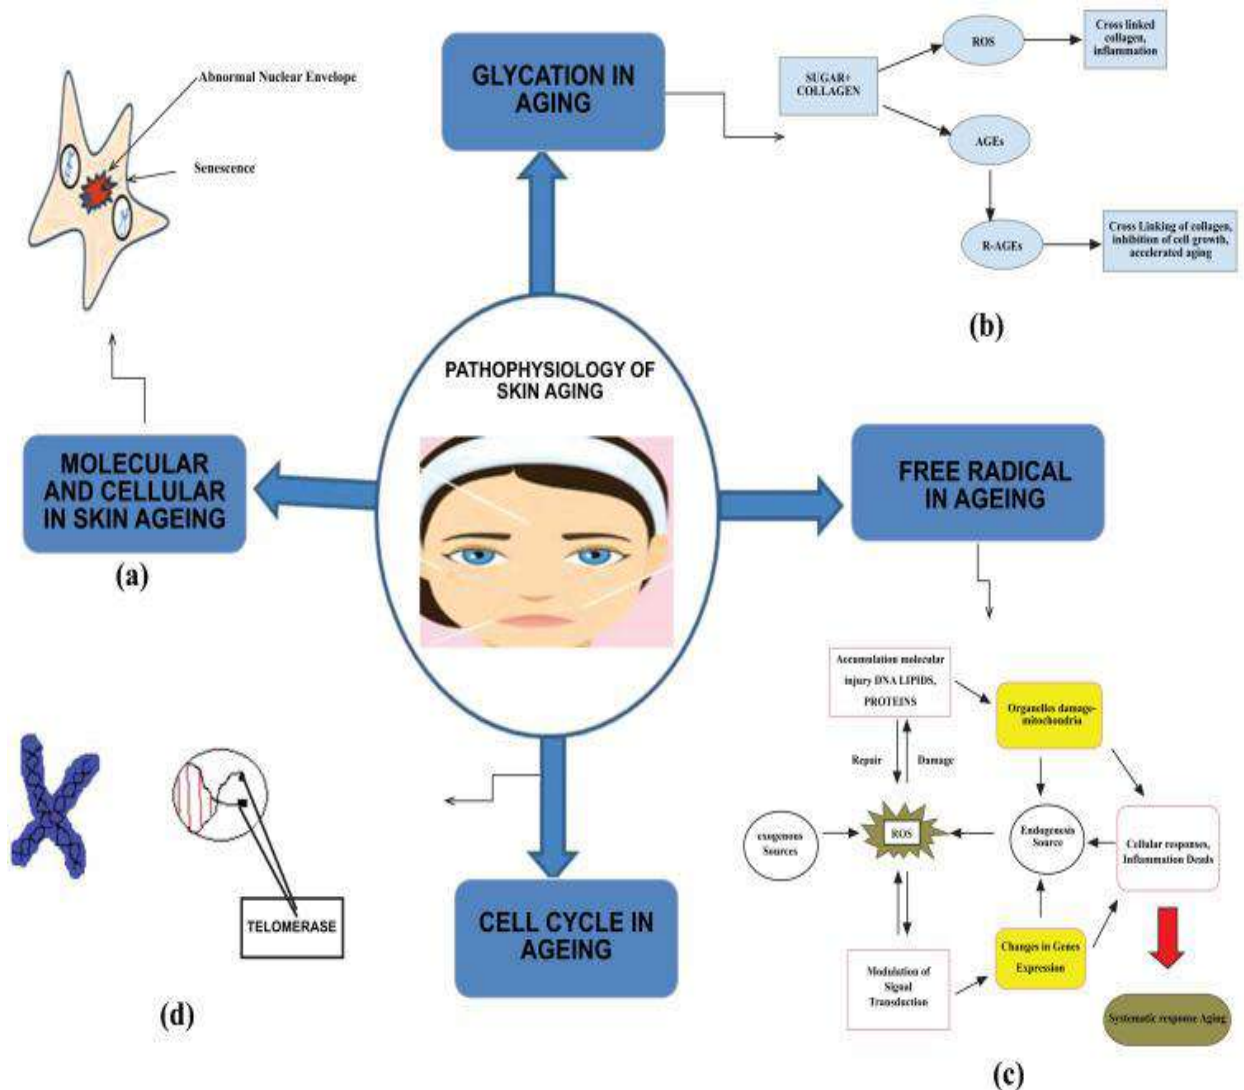 Abnormal Nuclear Envelope
Senescence
GLYCATION IN
AGING
SUGAR+
COLLAGEN
ROS
Cross linked
collagen,
inflammation
AGEs
R-AGEs
Cross Linking of collagen,
inhibition of cell growth,
accelerated aging
(b)
PATHOPHYSIOLOGY OF
SKIN AGING
MOLECULAR
AND CELLULAR
IN SKIN AGEING
(a)
FREE RADICAL
IN AGEING
Accumulation molecular
injury DNA LIPIDS,
PROTEINS
Organelles damage-
mitochondria
Repair
Damage
exogenous
Sources
ROS
Endogenesis
Source
Cellular responses,
Inflammation Deads
Modulation of
Signal
Transduction
Changes in Genes
Expression
Systematic response Aging
(c)
TELOMERASE
(d)
CELL CYCLE IN
AGEING